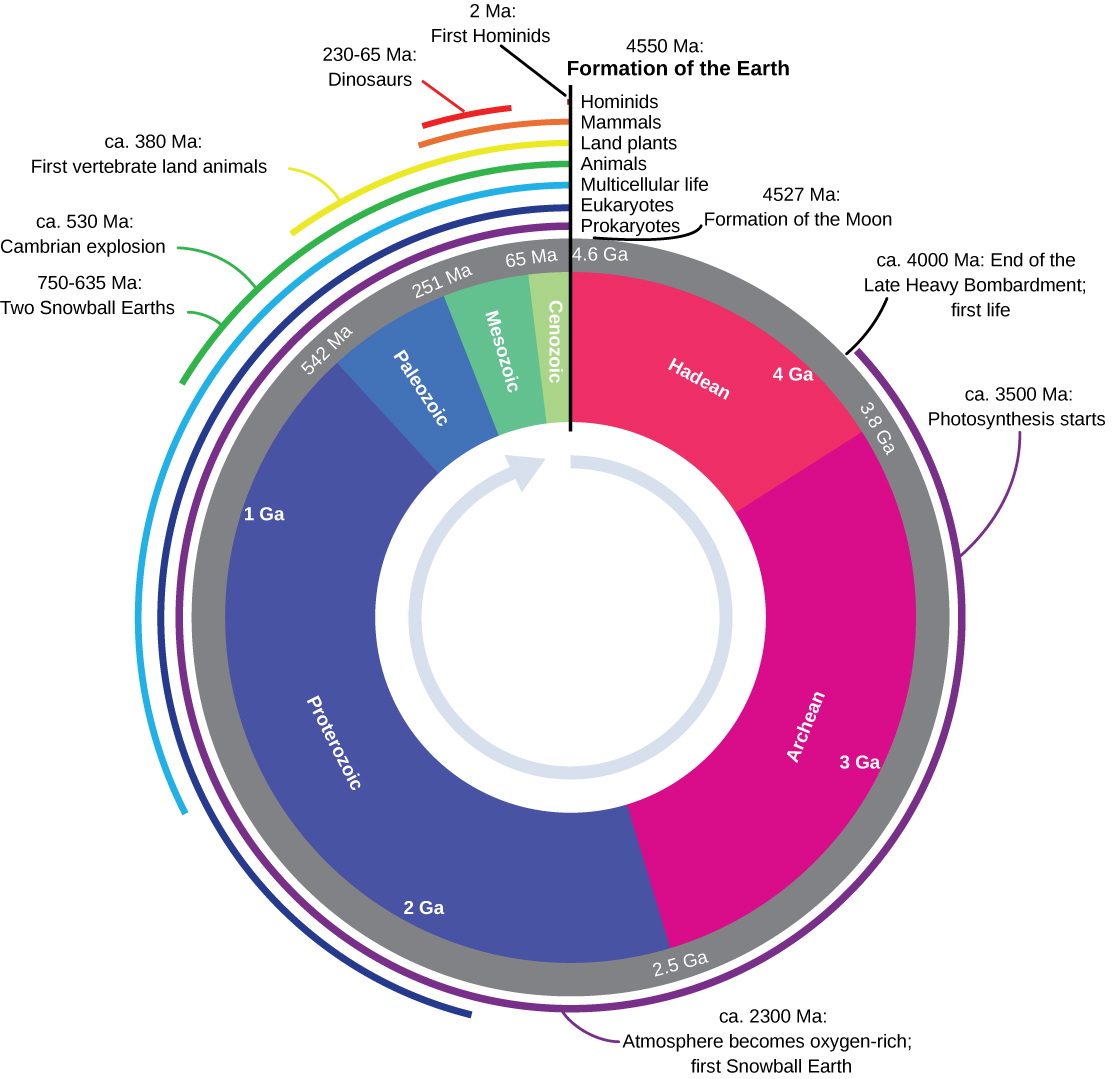 2 Ma:
First Hominids
230-65 Ma:
Dinosaurs
4550 Ma:
Formation of the Earth
Hominids
Mammals
Land plants
Animals
Multicellular life
Eukaryotes
Prokaryotes
ca. 380 Ma:
First vertebrate land animals
ca. 530 Ma:
Cambrian explosion
750-635 Ma:
Two Snowball Earths
4527 Ma:
Formation of the Moon
ca. 4000 Ma: End of the
Late Heavy Bombardment;
first life
ca. 3500 Ma:
Photosynthesis starts
4.6 Ga
65 Ma
251 Ma
542 Ma
3.8 Ga
2.5 Ga
Cenozoic
Mesozoic
Paleozoic
Hadean
4 Ga
1 Ga
Proterozoic
Archean
3 Ga
2 Ga
ca. 2300 Ma:
Atmosphere becomes oxygen-rich;
first Snowball Earth